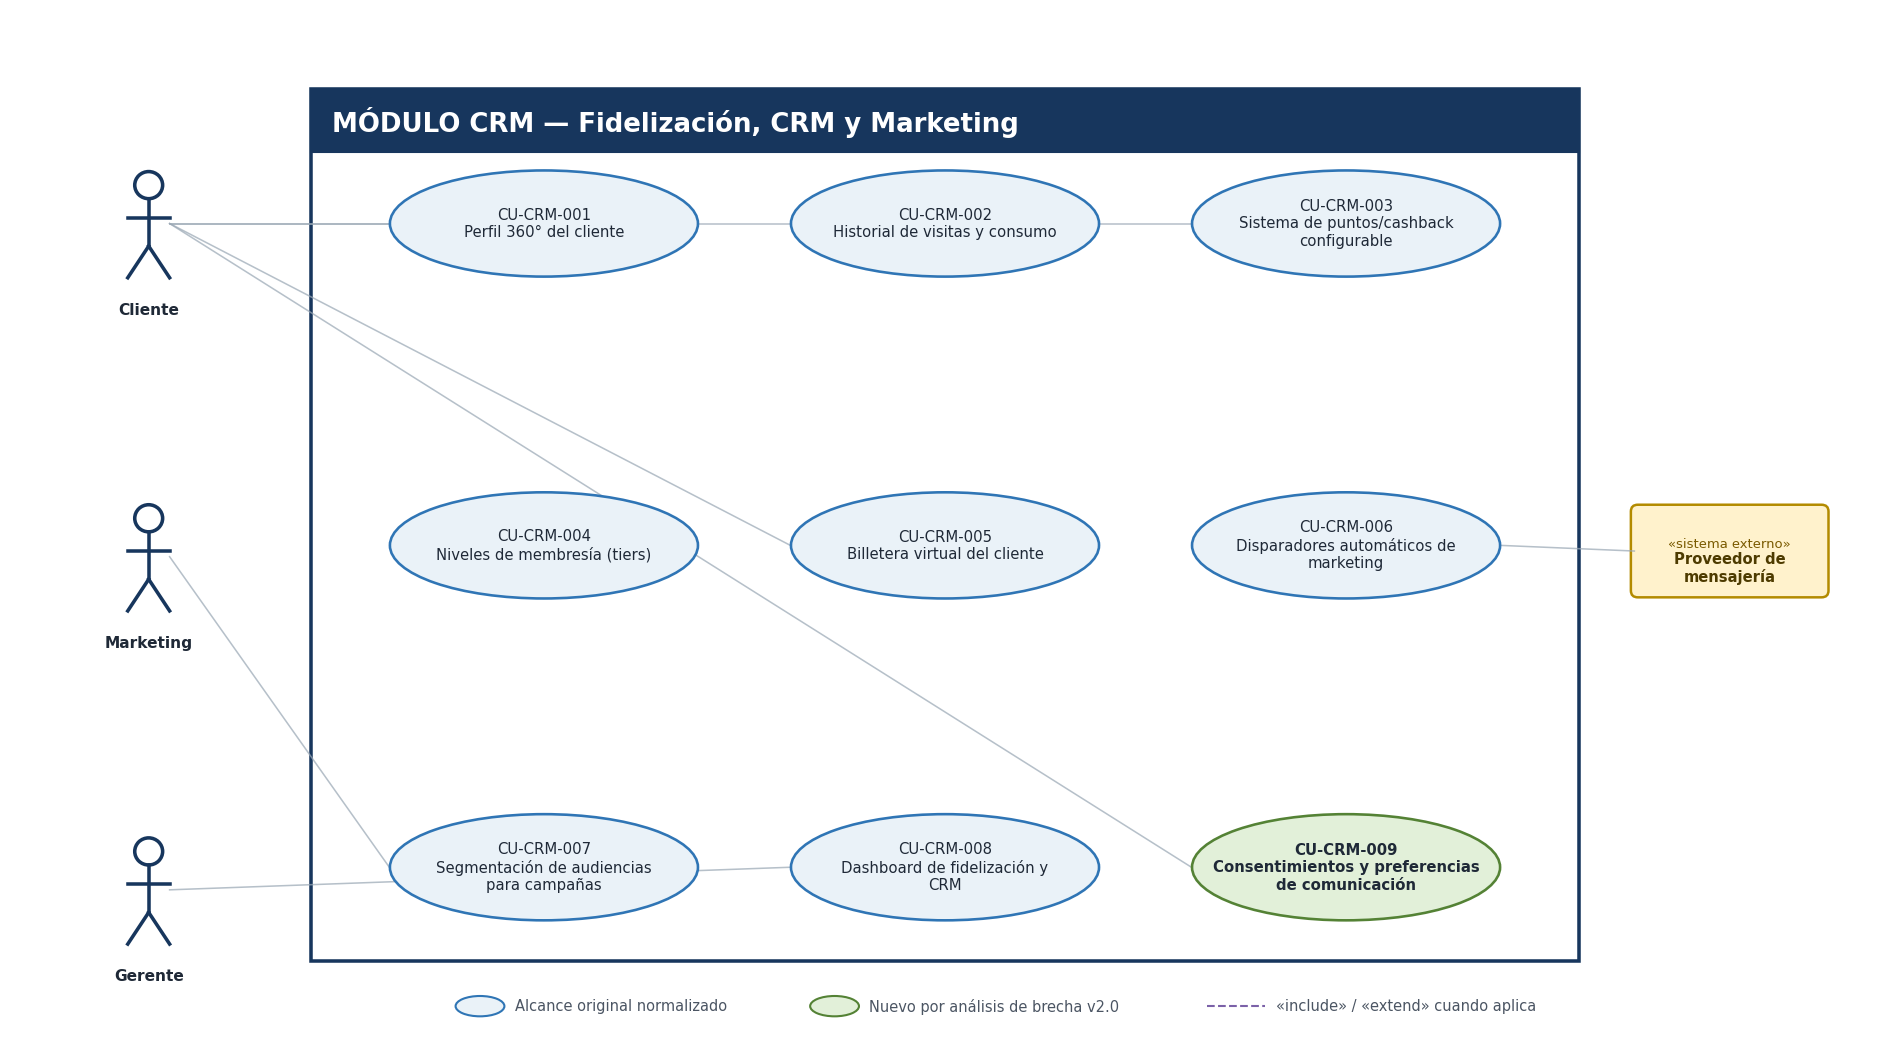 MÓDULO CRM — Fidelización, CRM y Marketing
Cliente
CU-CRM-001
Perfil 360° del cliente
CU-CRM-002
Historial de visitas y consumo
CU-CRM-003
Sistema de puntos/cashback
configurable
Marketing
CU-CRM-004
Niveles de membresía (tiers)
CU-CRM-005
Billetera virtual del cliente
CU-CRM-006
Disparadores automáticos de
marketing
«sistema externo»
Proveedor de
mensajería
Gerente
CU-CRM-007
Segmentación de audiencias
para campañas
CU-CRM-008
Dashboard de fidelización y
CRM
CU-CRM-009
Consentimientos y preferencias
de comunicación
Alcance original normalizado
Nuevo por análisis de brecha v2.0
«include» / «extend» cuando aplica